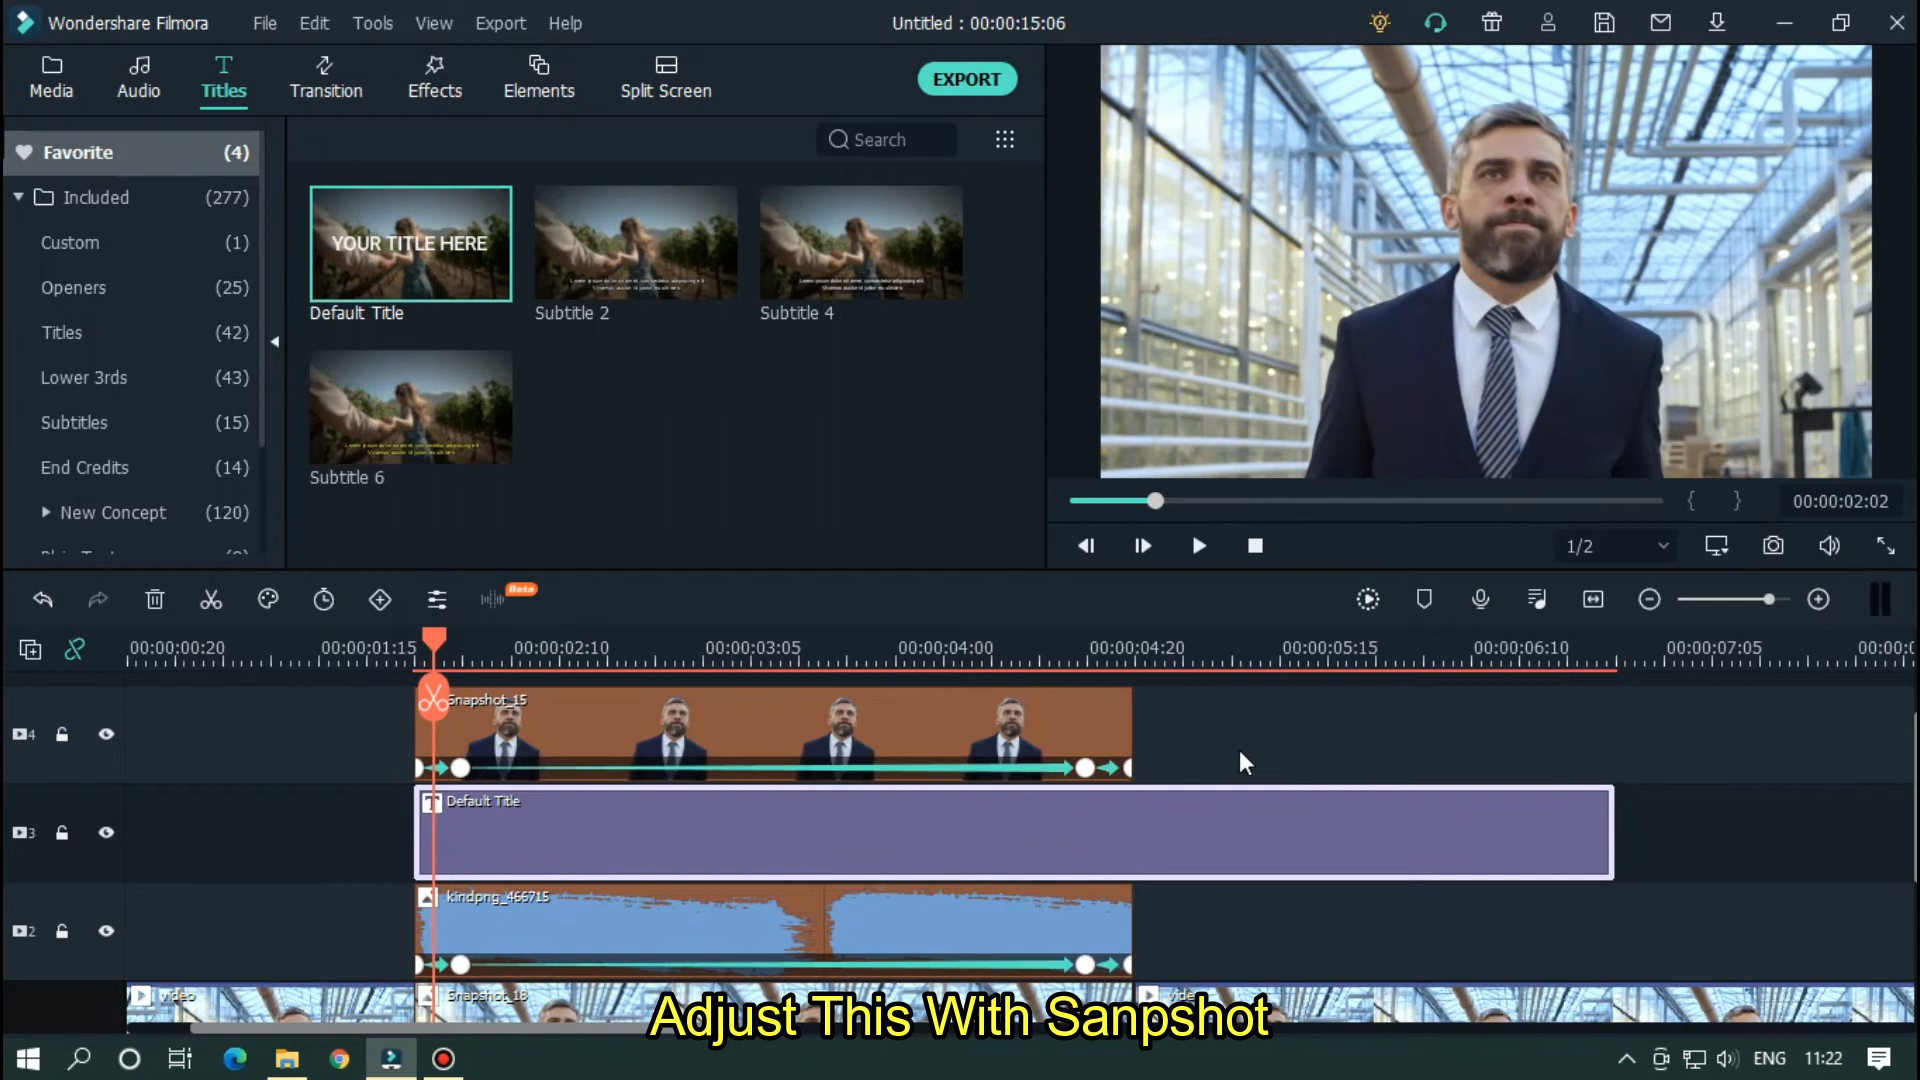 Wondershare Filmora File Edit Tools View Export Help Untitled : 00:00:15:06
Media Audio Titles Transition Effects Elements Split Screen EXPORT
Favorite (4)
Included (277)
Custom (1)
Openers (25)
Titles (42)
Lower 3rds (43)
Subtitles (15)
End Credits (14)
New Concept (120)
Search
YOUR TITLE HERE
Default Title
Subtitle 2
Subtitle 4
Subtitle 6
00:00:02:02
1/2
Beta
00:00:00:20 00:00:01:15 00:00:02:10 00:00:03:05 00:00:04:00 00:00:04:20 00:00:05:15 00:00:06:10 00:00:07:05
4
Snapshot_15
3
Default Title
2
kindpng_466715
video
Snapshot_18
video
Adjust This With Sanpshot
ENG 11:22